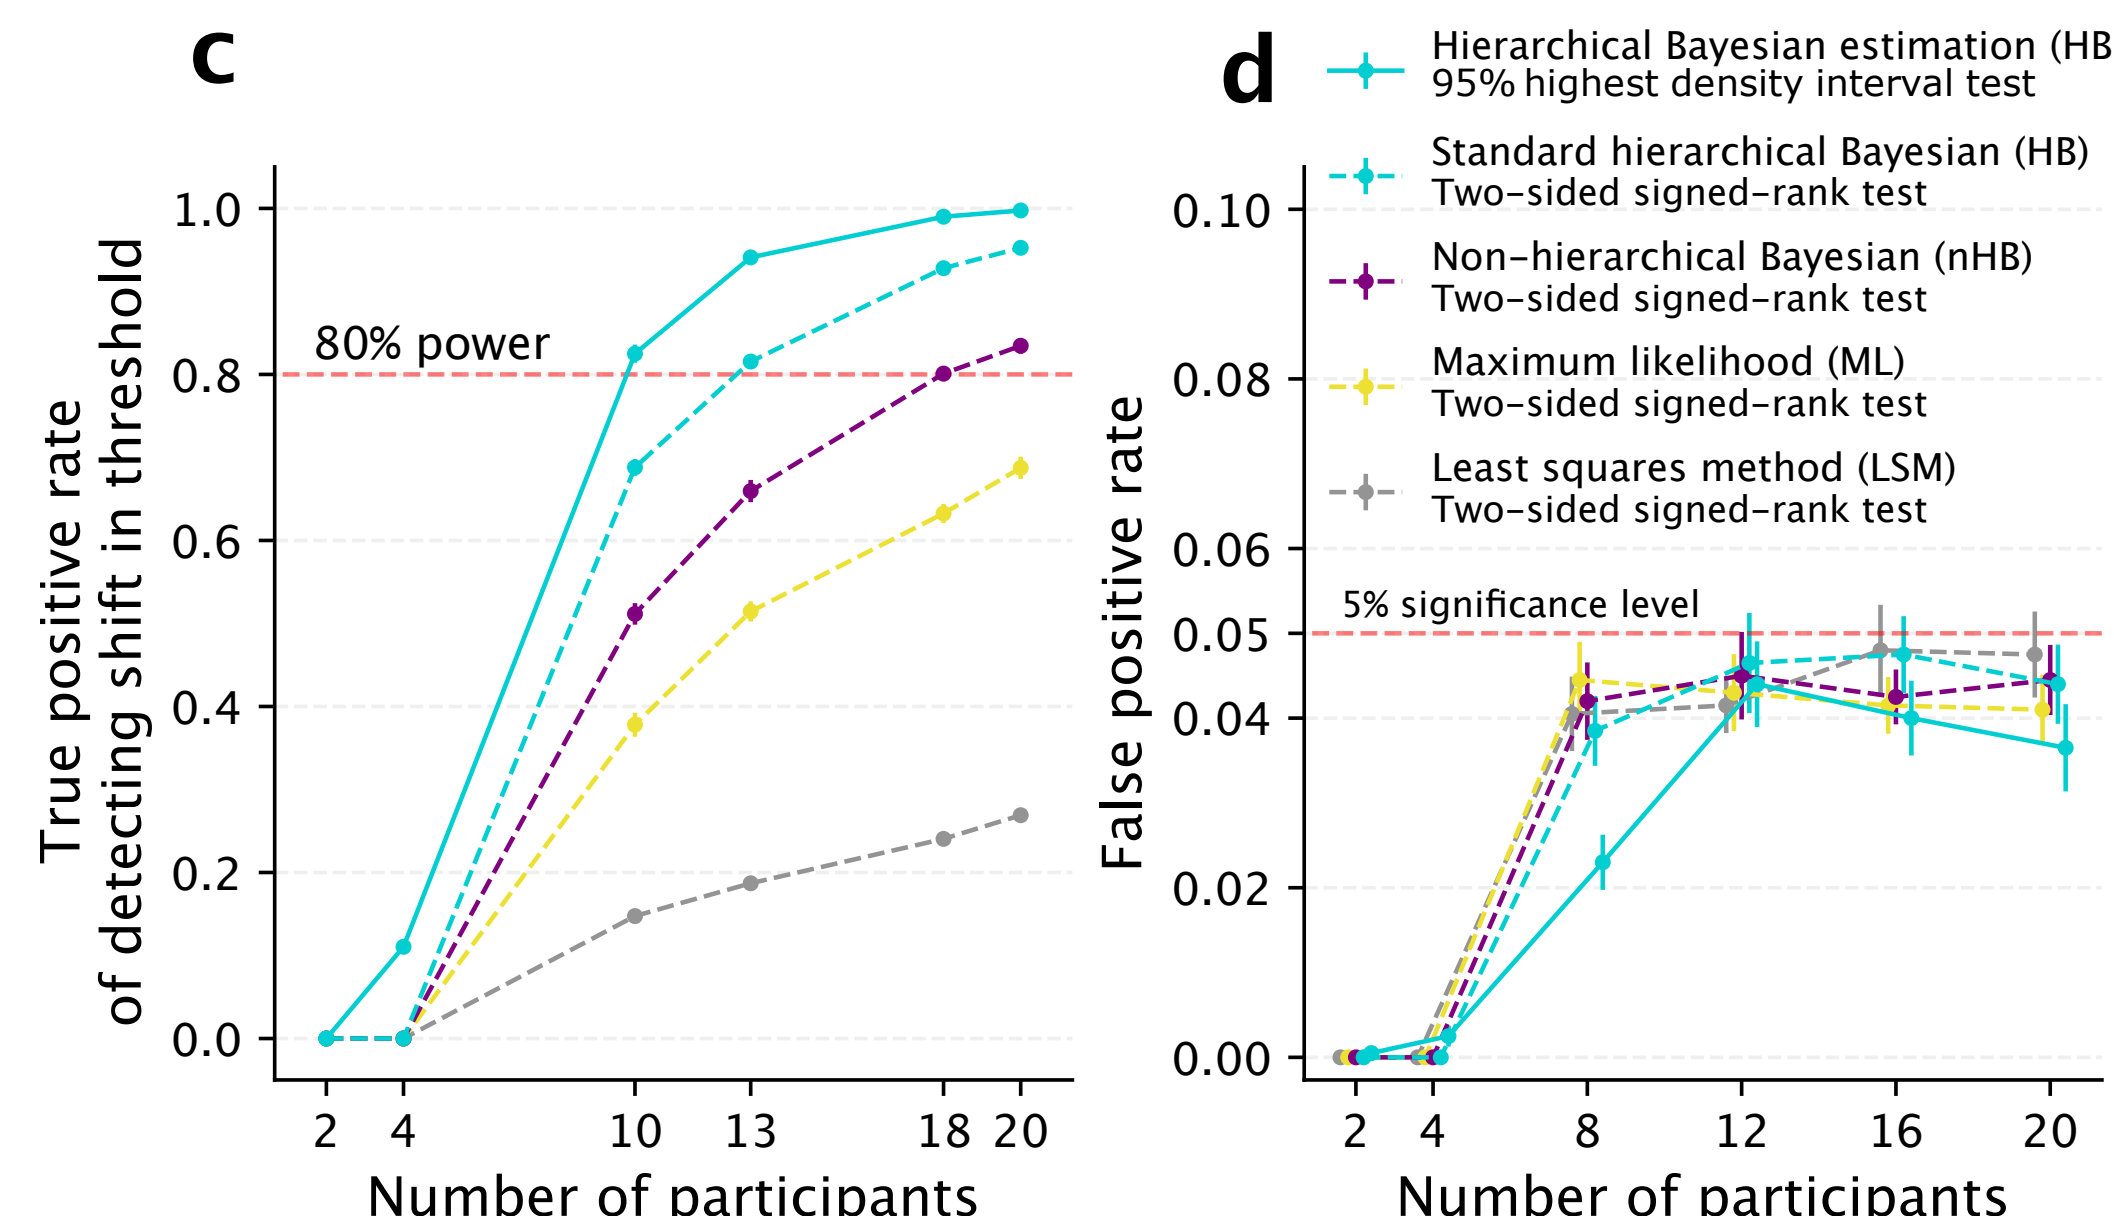 c
True positive rate
of detecting shift in threshold
1.0
0.8
0.6
0.4
0.2
0.0
80% power
2 4 10 13 18 20
Number of participants
d
Hierarchical Bayesian estimation (HB
95% highest density interval test
Standard hierarchical Bayesian (HB)
Two-sided signed-rank test
Non-hierarchical Bayesian (nHB)
Two-sided signed-rank test
Maximum likelihood (ML)
Two-sided signed-rank test
Least squares method (LSM)
Two-sided signed-rank test
False positive rate
0.10
0.08
0.06
0.05
0.04
0.02
0.00
5% significance level
2 4 8 12 16 20
Number of participants